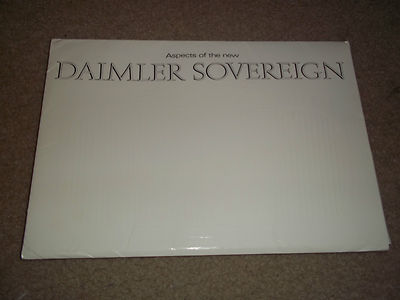 Aspects of the new
DAIMLER SOVEREIGN